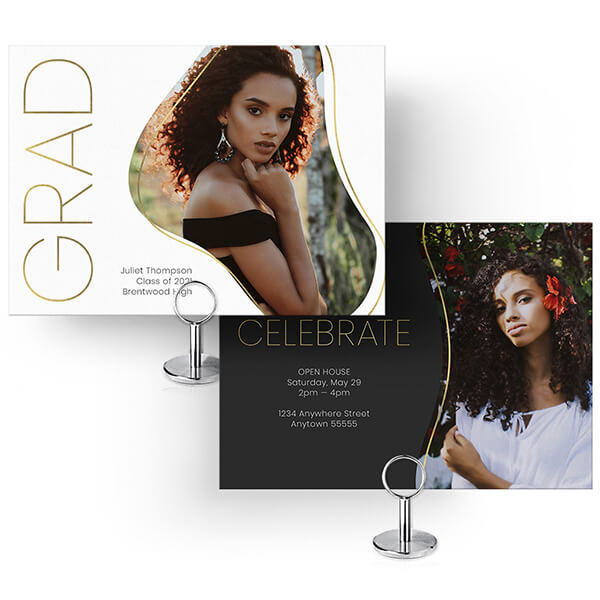 GRAD
Juliet Thompson
Class of 2021
Brentwood High
CELEBRATE
OPEN HOUSE
Saturday, May 29
2pm — 4pm
1234 Anywhere Street
Anytown 55555